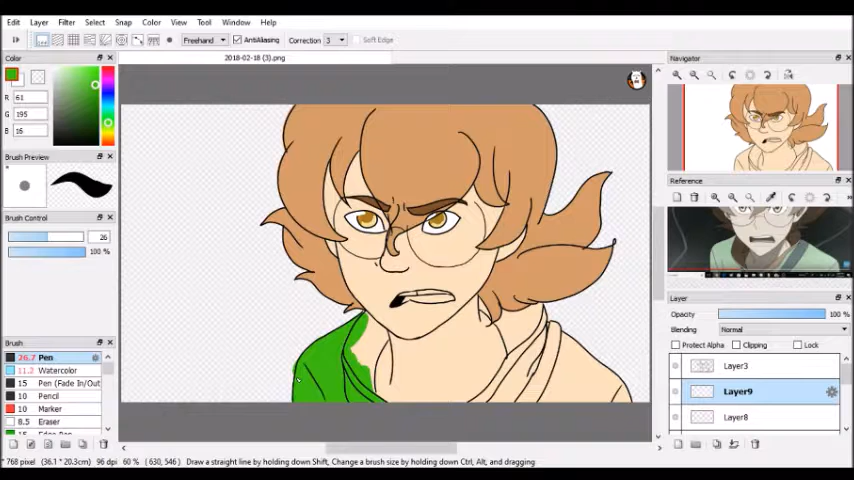 Edit Layer Filter Select Snap Color View Tool Window Help
Freehand AntiAliasing Correction 3 Soft Edge
Color
2018-02-18 (3).png
Navigator
R 61
G 195
B 16
Brush Preview
Reference
Brush Control
26
100 %
Layer
Opacity 100 %
Blending Normal
Protect Alpha Clipping Lock
Brush
26.7 Pen
11.2 Watercolor
15 Pen (Fade In/Out
10 Pencil
10 Marker
8.5 Eraser
Layer3
Layer9
Layer8
* 768 pixel (36.1 * 20.3cm) 96 dpi 60 % (630, 546) Draw a straight line by holding down Shift, Change a brush size by holding down Ctrl, Alt, and dragging